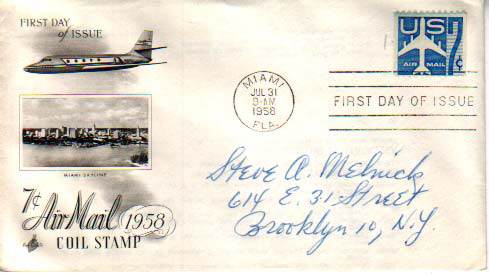 FIRST DAY
of ISSUE
MIAMI SKYLINE
7¢
Air Mail 1958
COIL STAMP
ArtCraft
MIAMI
JUL 31
9-AM
1958
FLA.
US 7¢
AIR MAIL
FIRST DAY OF ISSUE
Steve A. Melnick
614 E. 31-Street
Brooklyn 10, N.Y.